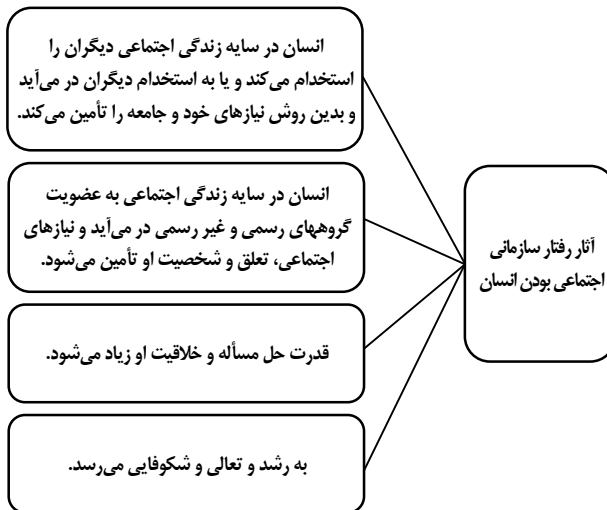 آثار رفتار سازمانی
اجتماعی بودن انسان
انسان در سایه زندگی اجتماعی دیگران را
استخدام می‌کند و یا به استخدام دیگران در می‌آید
و بدین روش نیازهای خود و جامعه را تأمین می‌کند.
انسان در سایه زندگی اجتماعی به عضویت
گروههای رسمی و غیر رسمی در می‌آید و نیازهای
اجتماعی، تعلق و شخصیت او تأمین می‌شود.
قدرت حل مسأله و خلاقیت او زیاد می‌شود.
به رشد و تعالی و شکوفایی می‌رسد.